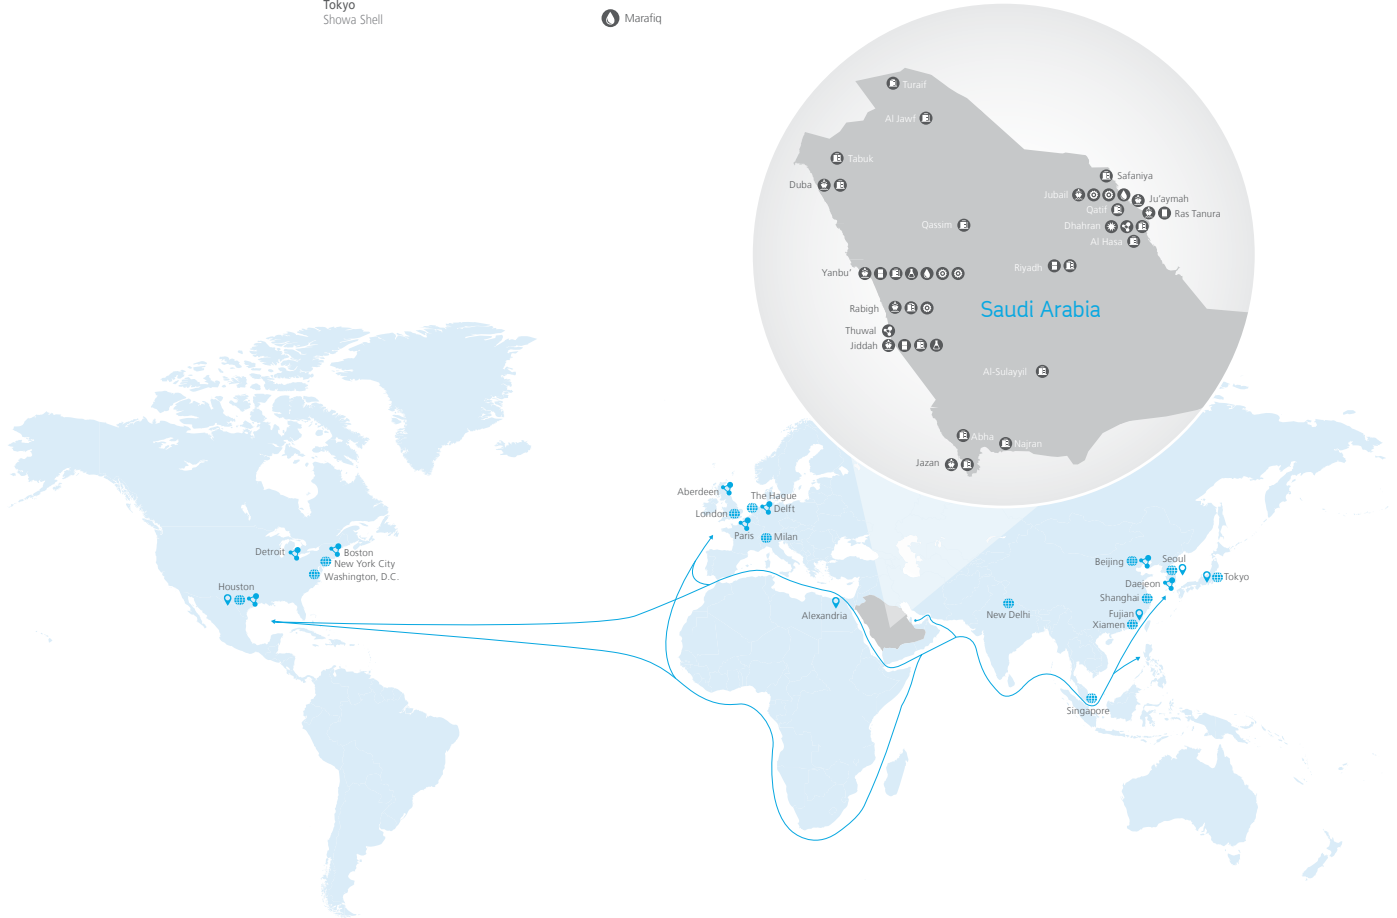 Tokyo
Showa Shell
Marafiq
Turaif
Al Jawf
Tabuk
Duba
Safaniya
Jubail
Ju'aymah
Qatif
Ras Tanura
Dhahran
Qassim
Al Hasa
Riyadh
Yanbu'
Rabigh
Saudi Arabia
Thuwal
Jiddah
Al-Sulayyil
Abha
Najran
Jazan
Aberdeen
The Hague
Delft
London
Paris
Milan
Detroit
Boston
New York City
Washington, D.C.
Houston
Alexandria
New Delhi
Beijing
Seoul
Tokyo
Daejeon
Shanghai
Fujian
Xiamen
Singapore